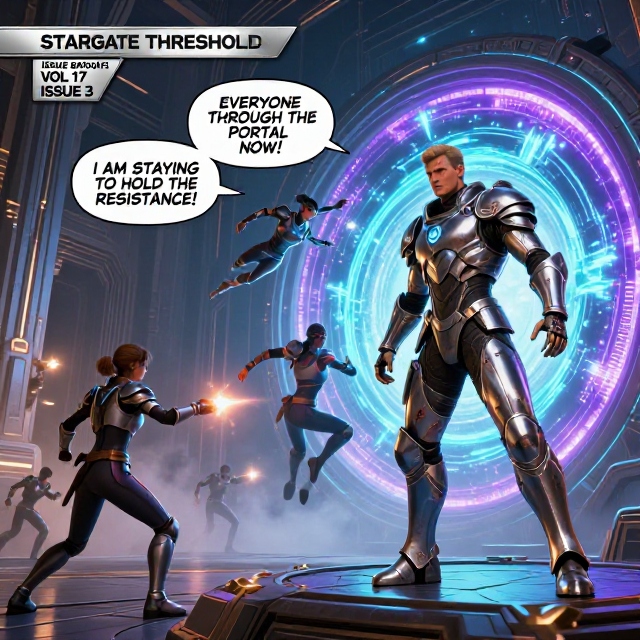 STARGATE THRESHOLD
VOL 17
ISSUE 3
EVERYONE
THROUGH THE
PORTAL
NOW!
I AM STAYING
TO HOLD THE
RESISTANCE!